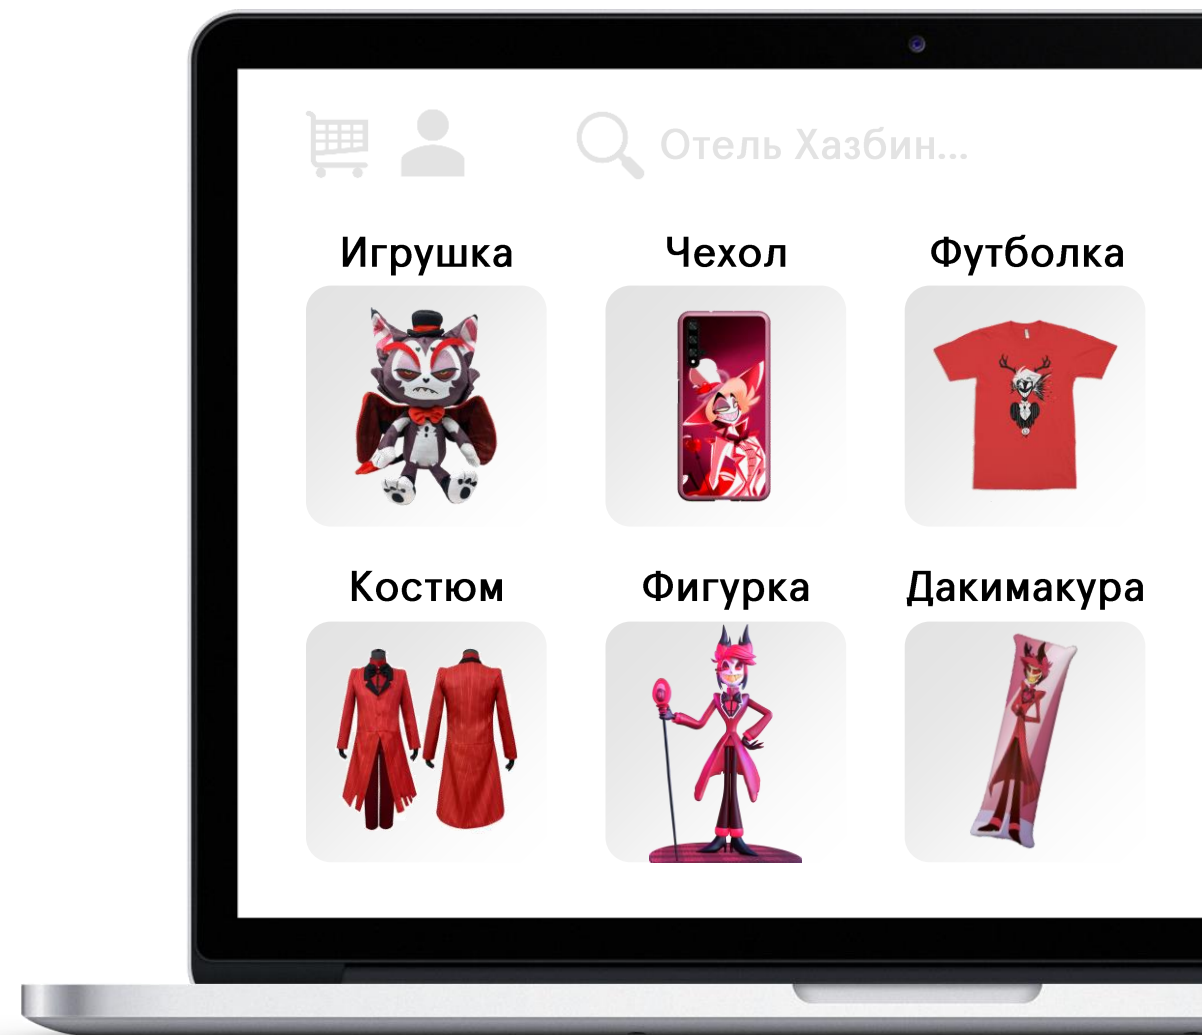 Отель Хазбин...
Игрушка
Чехол
Футболка
Костюм
Фигурка
Дакимакура